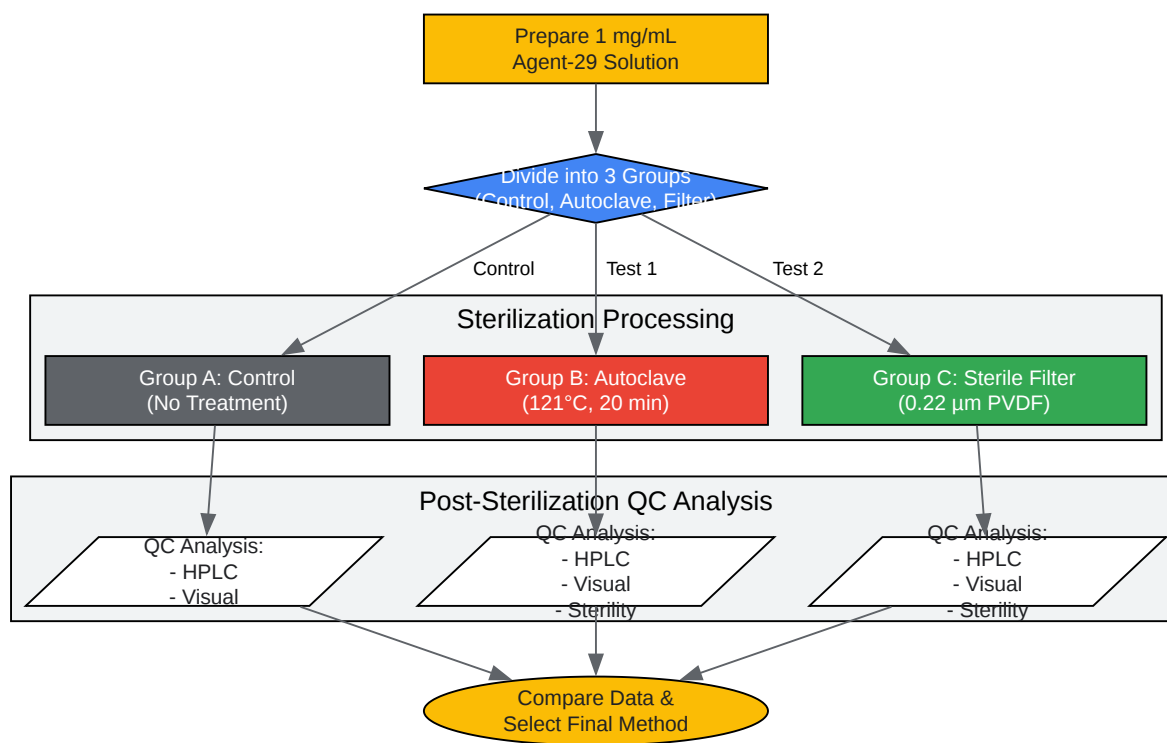 Prepare 1 mg/mL
Agent-29 Solution
Divide into 3 Groups
(Control, Autoclave, Filter)
Control
Test 1
Test 2
Sterilization Processing
Group A: Control
(No Treatment)
Group B: Autoclave
(121°C, 20 min)
Group C: Sterile Filter
(0.22 µm PVDF)
Post-Sterilization QC Analysis
QC Analysis:
- HPLC
- Visual
QC Analysis:
- HPLC
- Visual
- Sterility
QC Analysis:
- HPLC
- Visual
- Sterility
Compare Data &
Select Final Method